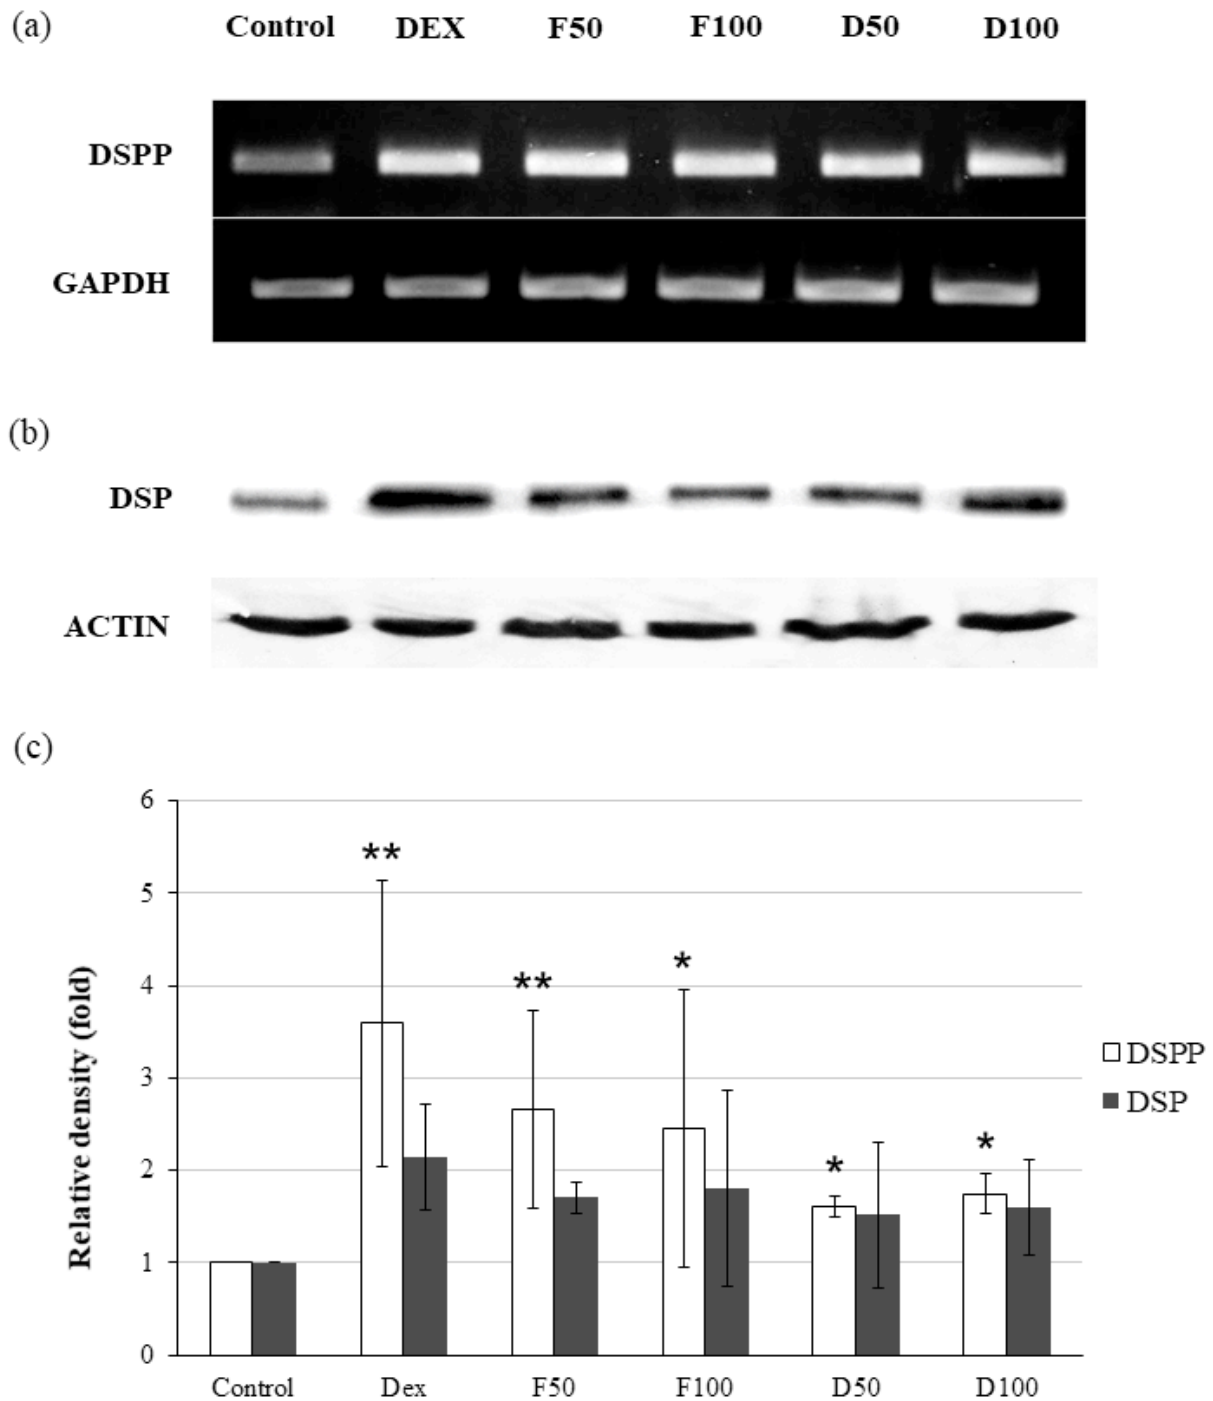 (a)
Control DEX F50 F100 D50 D100
DSPP
GAPDH
(b)
DSP
ACTIN
(c)
6
5
4
3
2
1
0
Relative density (fold)
**
**
*
*
*
DSPP
DSP
Control Dex F50 F100 D50 D100